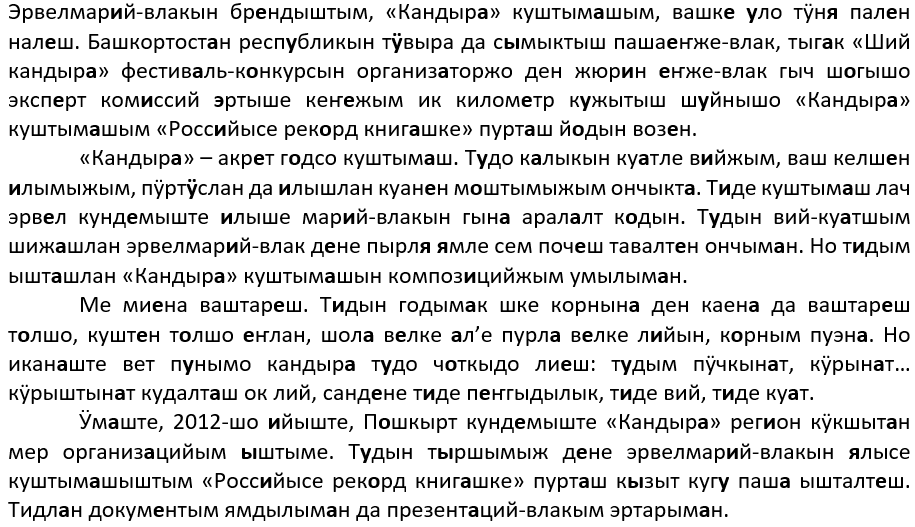 Эрвелмарий-влакын брендыштым, «Кандыра» куштымашым, вашке уло тӱня пален
налеш. Башкортостан республикын тӱвыра да сымыктыш пашаеҥже-влак, тыгак «Ший
кандыра» фестиваль-конкурсын организаторжо ден жюрин еҥже-влак гыч шогышо
эксперт комиссий эртыше кеҥежым ик километр кужытыш шуйнышо «Кандыра»
куштымашым «Российысе рекорд книгашке» пурташ йодын возен.
«Кандыра» – акрет годсо куштымаш. Тудо калыкын куатле вийжым, ваш келшен
илымыжым, пӱртӱслан да илышлан куанен моштымыжым ончыкта. Тиде куштымаш лач
эрвел кундемыште илыше марий-влакын гына аралалт кодын. Тудын вий-куатшым
шижашлан эрвелмарий-влак дене пырля ямле сем почеш тавалтен ончыман. Но тидым
ышташлан «Кандыра» куштымашын композицийжым умылыман.
Ме миена ваштареш. Тидын годымак шке корнына ден каена да ваштареш
толшо, куштен толшо еҥлан, шола велке ал’е пурла велке лийын, корным пуэна. Но
иканаште вет пунымо кандыра тудо чоткыдо лиеш: тудым пӱчкынат, кӱрынат…
кӱрыштынат кудалташ ок лий, сандене тиде пеҥгыдылык, тиде вий, тиде куат.
Ӱмаште, 2012-шо ийыште, Пошкырт кундемыште «Кандыра» регион кӱкшытан
мер организацийым ыштыме. Тудын тыршымыж дене эрвелмарий-влакын ялысе
куштымашыштым «Российысе рекорд книгашке» пурташ кызыт кугу паша ышталтеш.
Тидлан документым ямдылыман да презентаций-влакым эртарыман.